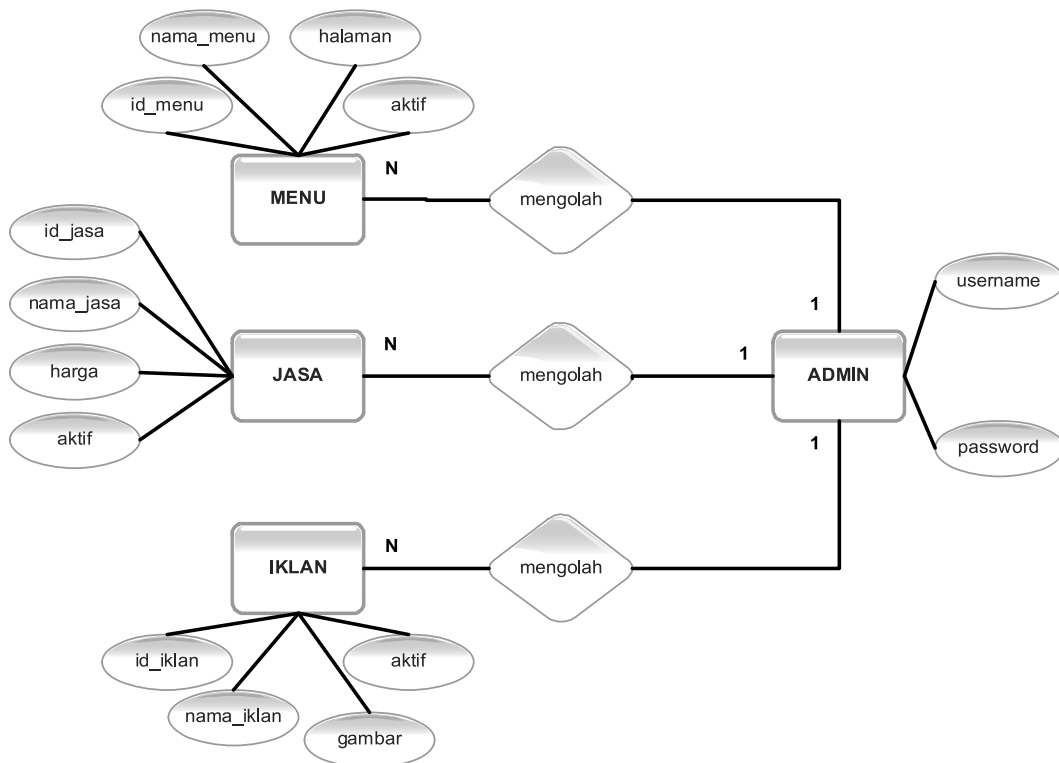 nama_menu
halaman
id_menu
aktif
MENU
N
mengolah
id_jasa
nama_jasa
harga
aktif
JASA
N
mengolah
1
1
ADMIN
1
username
password
IKLAN
N
mengolah
id_iklan
aktif
nama_iklan
gambar